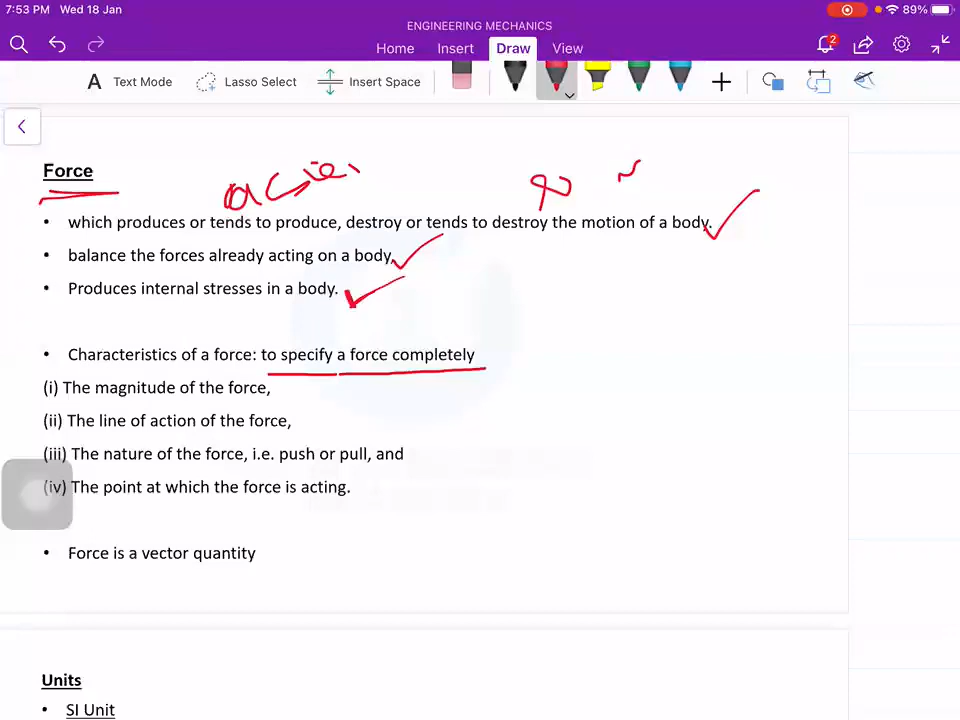 7:53 PM Wed 18 Jan 89%
ENGINEERING MECHANICS
Home Insert Draw View 2
A Text Mode Lasso Select Insert Space
Force
• which produces or tends to produce, destroy or tends to destroy the motion of a body.
• balance the forces already acting on a body.
• Produces internal stresses in a body.
• Characteristics of a force: to specify a force completely
(i) The magnitude of the force,
(ii) The line of action of the force,
(iii) The nature of the force, i.e. push or pull, and
(iv) The point at which the force is acting.
• Force is a vector quantity
Units
• SI Unit